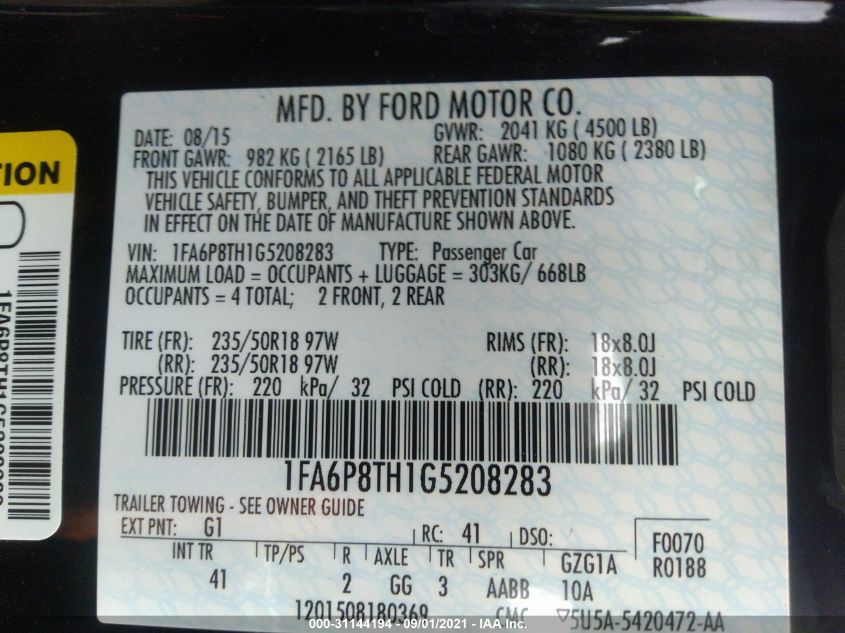 MFD. BY FORD MOTOR CO.
DATE: 08/15 GVWR: 2041 KG ( 4500 LB)
FRONT GAWR: 982 KG ( 2165 LB) REAR GAWR: 1080 KG ( 2380 LB)
THIS VEHICLE CONFORMS TO ALL APPLICABLE FEDERAL MOTOR
VEHICLE SAFETY, BUMPER, AND THEFT PREVENTION STANDARDS
IN EFFECT ON THE DATE OF MANUFACTURE SHOWN ABOVE.
VIN: 1FA6P8TH1G5208283 TYPE: Passenger Car
MAXIMUM LOAD = OCCUPANTS + LUGGAGE = 303KG/ 668LB
OCCUPANTS = 4 TOTAL; 2 FRONT, 2 REAR
TIRE (FR): 235/50R18 97W RIMS (FR): 18x8.0J
(RR): 235/50R18 97W (RR): 18x8.0J
PRESSURE (FR): 220 kPa/ 32 PSI COLD (RR): 220 kPa/ 32 PSI COLD
1FA6P8TH1G5208283
TRAILER TOWING - SEE OWNER GUIDE
EXT PNT: G1 RC: 41 DSO: F0070
INT TR TP/PS R AXLE TR SPR GZG1A R0188
41 2 GG 3 AABB 10A
1201508180369 CMC 5U5A-5420472-AA
TION
000-31144194 - 09/01/2021 - IAA Inc.